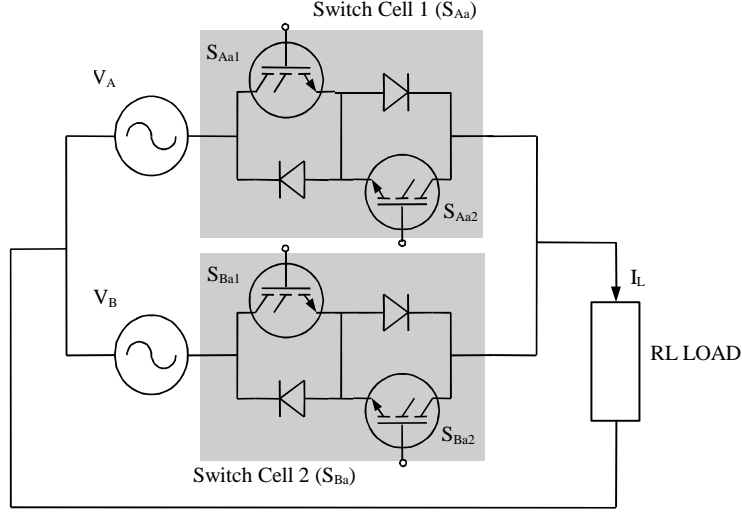 Switch Cell 1 (SAa)
SAa1
VA
SAa2
SBa1
VB
IL
RL LOAD
SBa2
Switch Cell 2 (SBa)